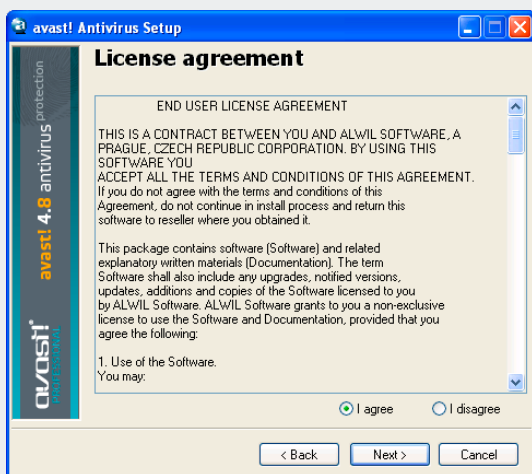 avast! Antivirus Setup
License agreement
END USER LICENSE AGREEMENT
THIS IS A CONTRACT BETWEEN YOU AND ALWIL SOFTWARE, A
PRAGUE, CZECH REPUBLIC CORPORATION. BY USING THIS
SOFTWARE YOU
ACCEPT ALL THE TERMS AND CONDITIONS OF THIS AGREEMENT.
If you do not agree with the terms and conditions of this
Agreement, do not continue in install process and return this
software to reseller where you obtained it.
This package contains software (Software) and related
explanatory written materials (Documentation). The term
Software shall also include any upgrades, notified versions,
updates, additions and copies of the Software licensed to you
by ALWIL Software. ALWIL Software grants to you a non-exclusive
license to use the Software and Documentation, provided that you
agree the following:
1. Use of the Software.
You may:
avast! 4.8 antivirus protection
avast!
PROFESSIONAL
I agree
I disagree
< Back
Next >
Cancel